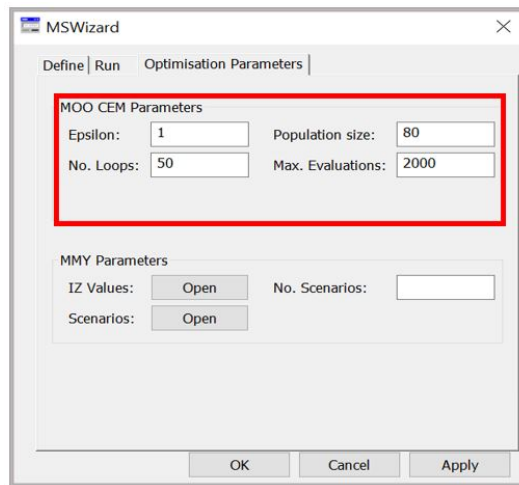 MSWizard
Define Run Optimisation Parameters
MOO CEM Parameters
Epsilon: 1 Population size: 80
No. Loops: 50 Max. Evaluations: 2000
MMY Parameters
IZ Values: Open No. Scenarios:
Scenarios: Open
OK Cancel Apply